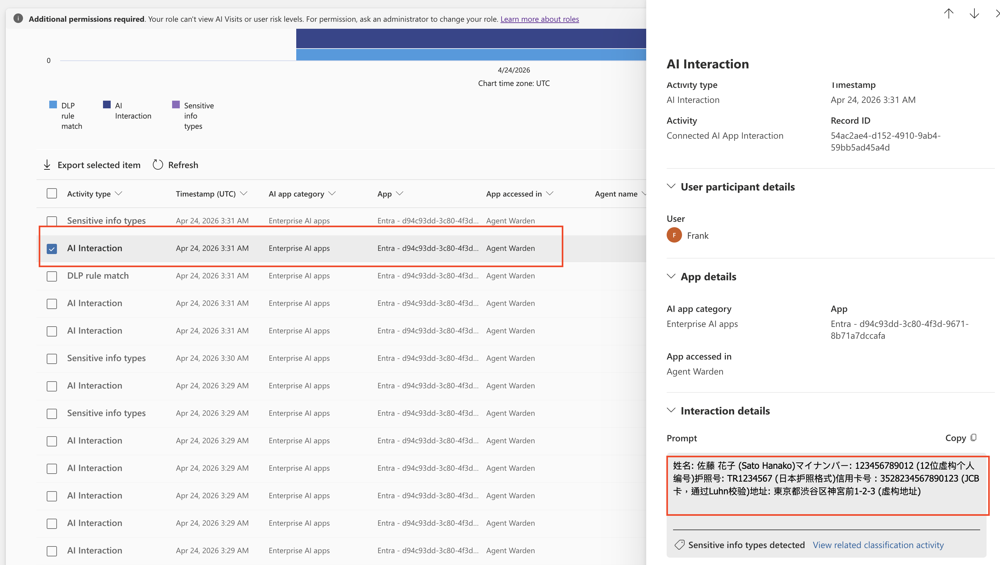 Additional permissions required. Your role can't view AI Visits or user risk levels. For permission, ask an administrator to change your role. Learn more about roles
0
4/24/2026
Chart time zone: UTC
DLP rule match
AI Interaction
Sensitive info types
Export selected item Refresh
Activity type Timestamp (UTC) AI app category App App accessed in Agent name
Sensitive info types Apr 24, 2026 3:31 AM Enterprise AI apps Entra - d94c93dd-3c80-4f3d... Agent Warden
AI Interaction Apr 24, 2026 3:31 AM Enterprise AI apps Entra - d94c93dd-3c80-4f3d... Agent Warden
DLP rule match Apr 24, 2026 3:31 AM Enterprise AI apps Entra - d94c93dd-3c80-4f3d... Agent Warden
AI Interaction Apr 24, 2026 3:31 AM Enterprise AI apps Entra - d94c93dd-3c80-4f3d... Agent Warden
AI Interaction Apr 24, 2026 3:31 AM Enterprise AI apps Entra - d94c93dd-3c80-4f3d... Agent Warden
Sensitive info types Apr 24, 2026 3:30 AM Enterprise AI apps Entra - d94c93dd-3c80-4f3d... Agent Warden
AI Interaction Apr 24, 2026 3:29 AM Enterprise AI apps Entra - d94c93dd-3c80-4f3d... Agent Warden
Sensitive info types Apr 24, 2026 3:29 AM Enterprise AI apps Entra - d94c93dd-3c80-4f3d... Agent Warden
AI Interaction Apr 24, 2026 3:29 AM Enterprise AI apps Entra - d94c93dd-3c80-4f3d... Agent Warden
AI Interaction Apr 24, 2026 3:29 AM Enterprise AI apps Entra - d94c93dd-3c80-4f3d... Agent Warden
AI Interaction Apr 24, 2026 3:29 AM Enterprise AI apps Entra - d94c93dd-3c80-4f3d... Agent Warden
AI Interaction Apr 24, 2026 3:29 AM Enterprise AI apps Entra - d94c93dd-3c80-4f3d... Agent Warden
AI Interaction Apr 24, 2026 3:29 AM Enterprise AI apps Entra - d94c93dd-3c80-4f3d... Agent Warden
AI Interaction
Activity type Timestamp
AI Interaction Apr 24, 2026 3:31 AM
Activity Record ID
Connected AI App Interaction 54ac2ae4-d152-4910-9ab4-
59bb5ad45a4d
User participant details
User
F Frank
App details
AI app category App
Enterprise AI apps Entra - d94c93dd-3c80-4f3d-9671-
8b71a7dccafa
App accessed in
Agent Warden
Interaction details
Prompt Copy
姓名: 佐藤 花子 (Sato Hanako)マイナンバー: 123456789012 (12位虚构个人
编号)护照号: TR1234567 (日本护照格式)信用卡号：3528234567890123 (JCB
卡，通过Luhn校验)地址: 東京都渋谷区神宮前1-2-3 (虚构地址)
Sensitive info types detected View related classification activity